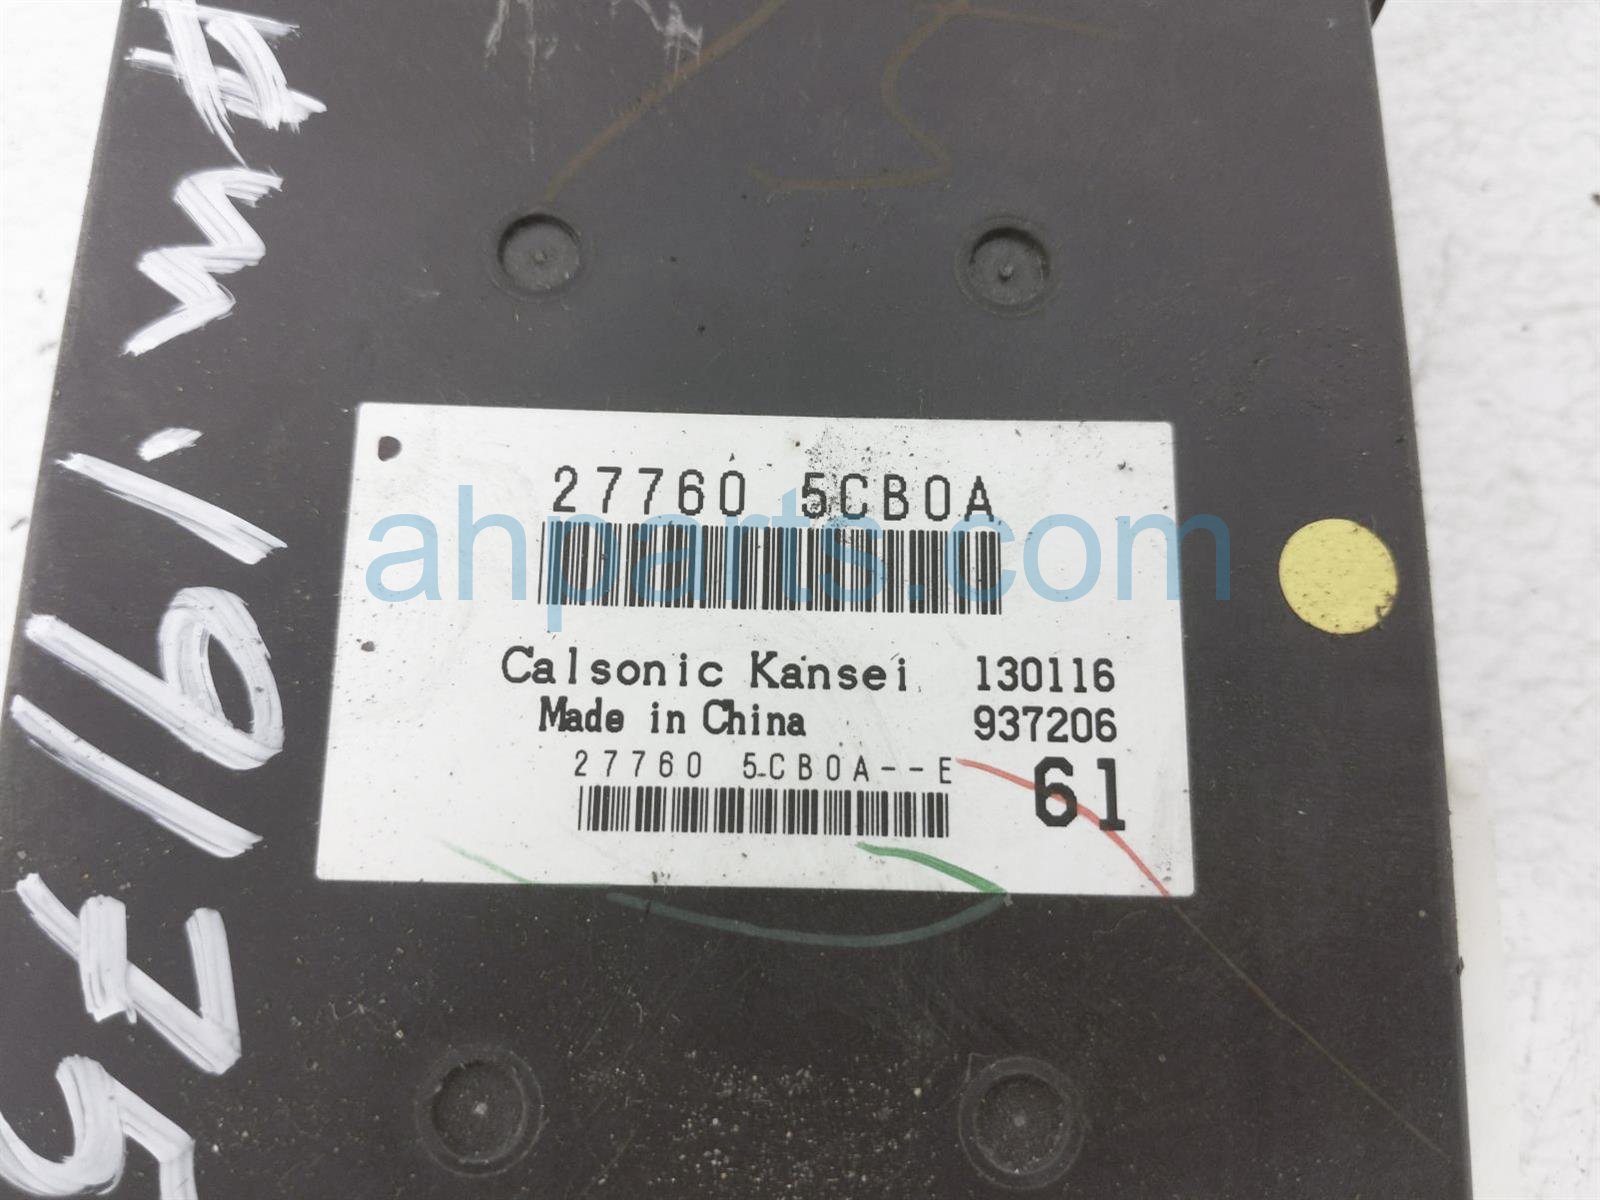 27760 5CB0A
ahparts.com
Calsonic Kansei 130116
Made in China 937206
27760 5CB0A--E
61